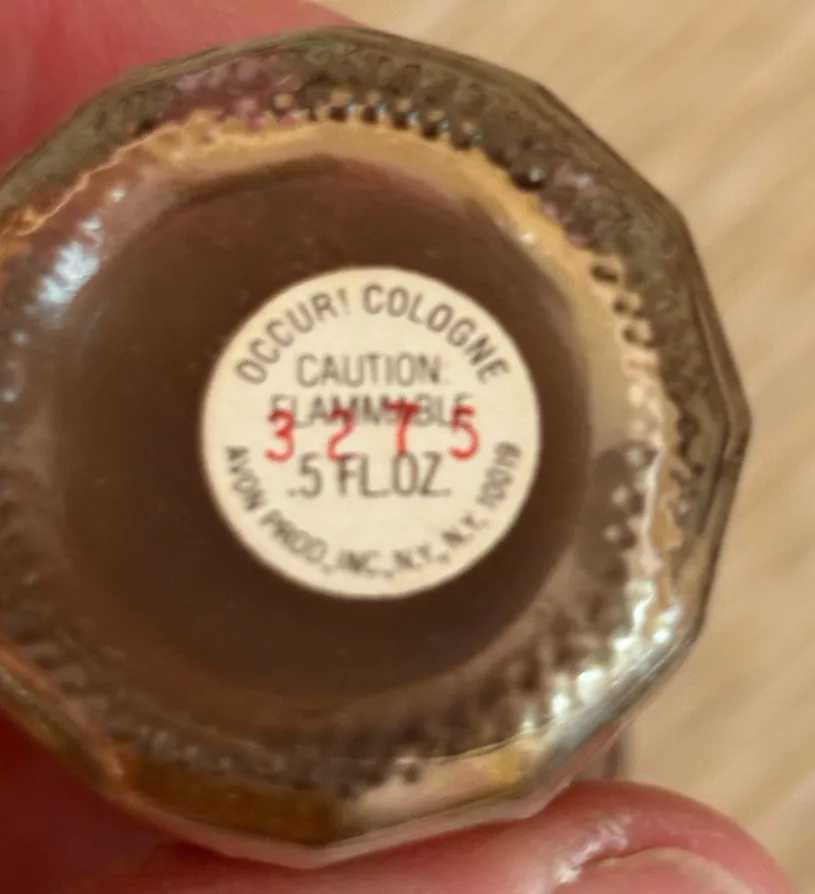 OCCUR! COLOGNE
CAUTION:
FLAMMABLE
3275
.5 FL.OZ.
AVON PROD., INC., N.Y., N.Y. 10019